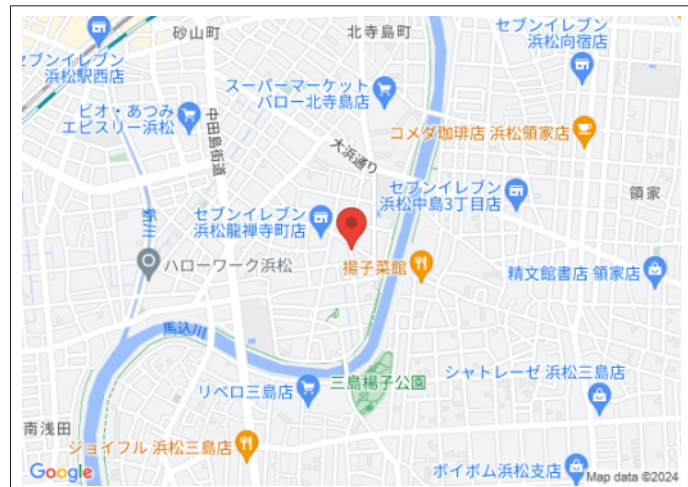 砂山町
北寺島町
セブンイレブン
浜松駅西店
セブンイレブン
浜松向宿店
スーパーマーケット
バロー北寺島店
ビオ・あつみ
エピスリー浜松
中田島街道
大浜通り
コメダ珈琲店 浜松領家店
セブンイレブン
浜松中島3丁目店
領家
セブンイレブン
浜松龍禅寺町店
新川
ハローワーク浜松
揚子菜館
精文館書店 領家店
馬込川
三島楊子公園
シャトレーゼ 浜松三島店
リベロ三島店
南浅田
ジョイフル 浜松三島店
ボイボム浜松支店
Google
Map data ©2024